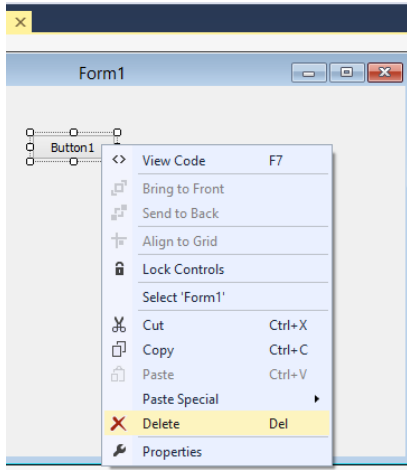 Form1
Button1
View Code F7
Bring to Front
Send to Back
Align to Grid
Lock Controls
Select 'Form1'
Cut Ctrl+X
Copy Ctrl+C
Paste Ctrl+V
Paste Special
Delete Del
Properties